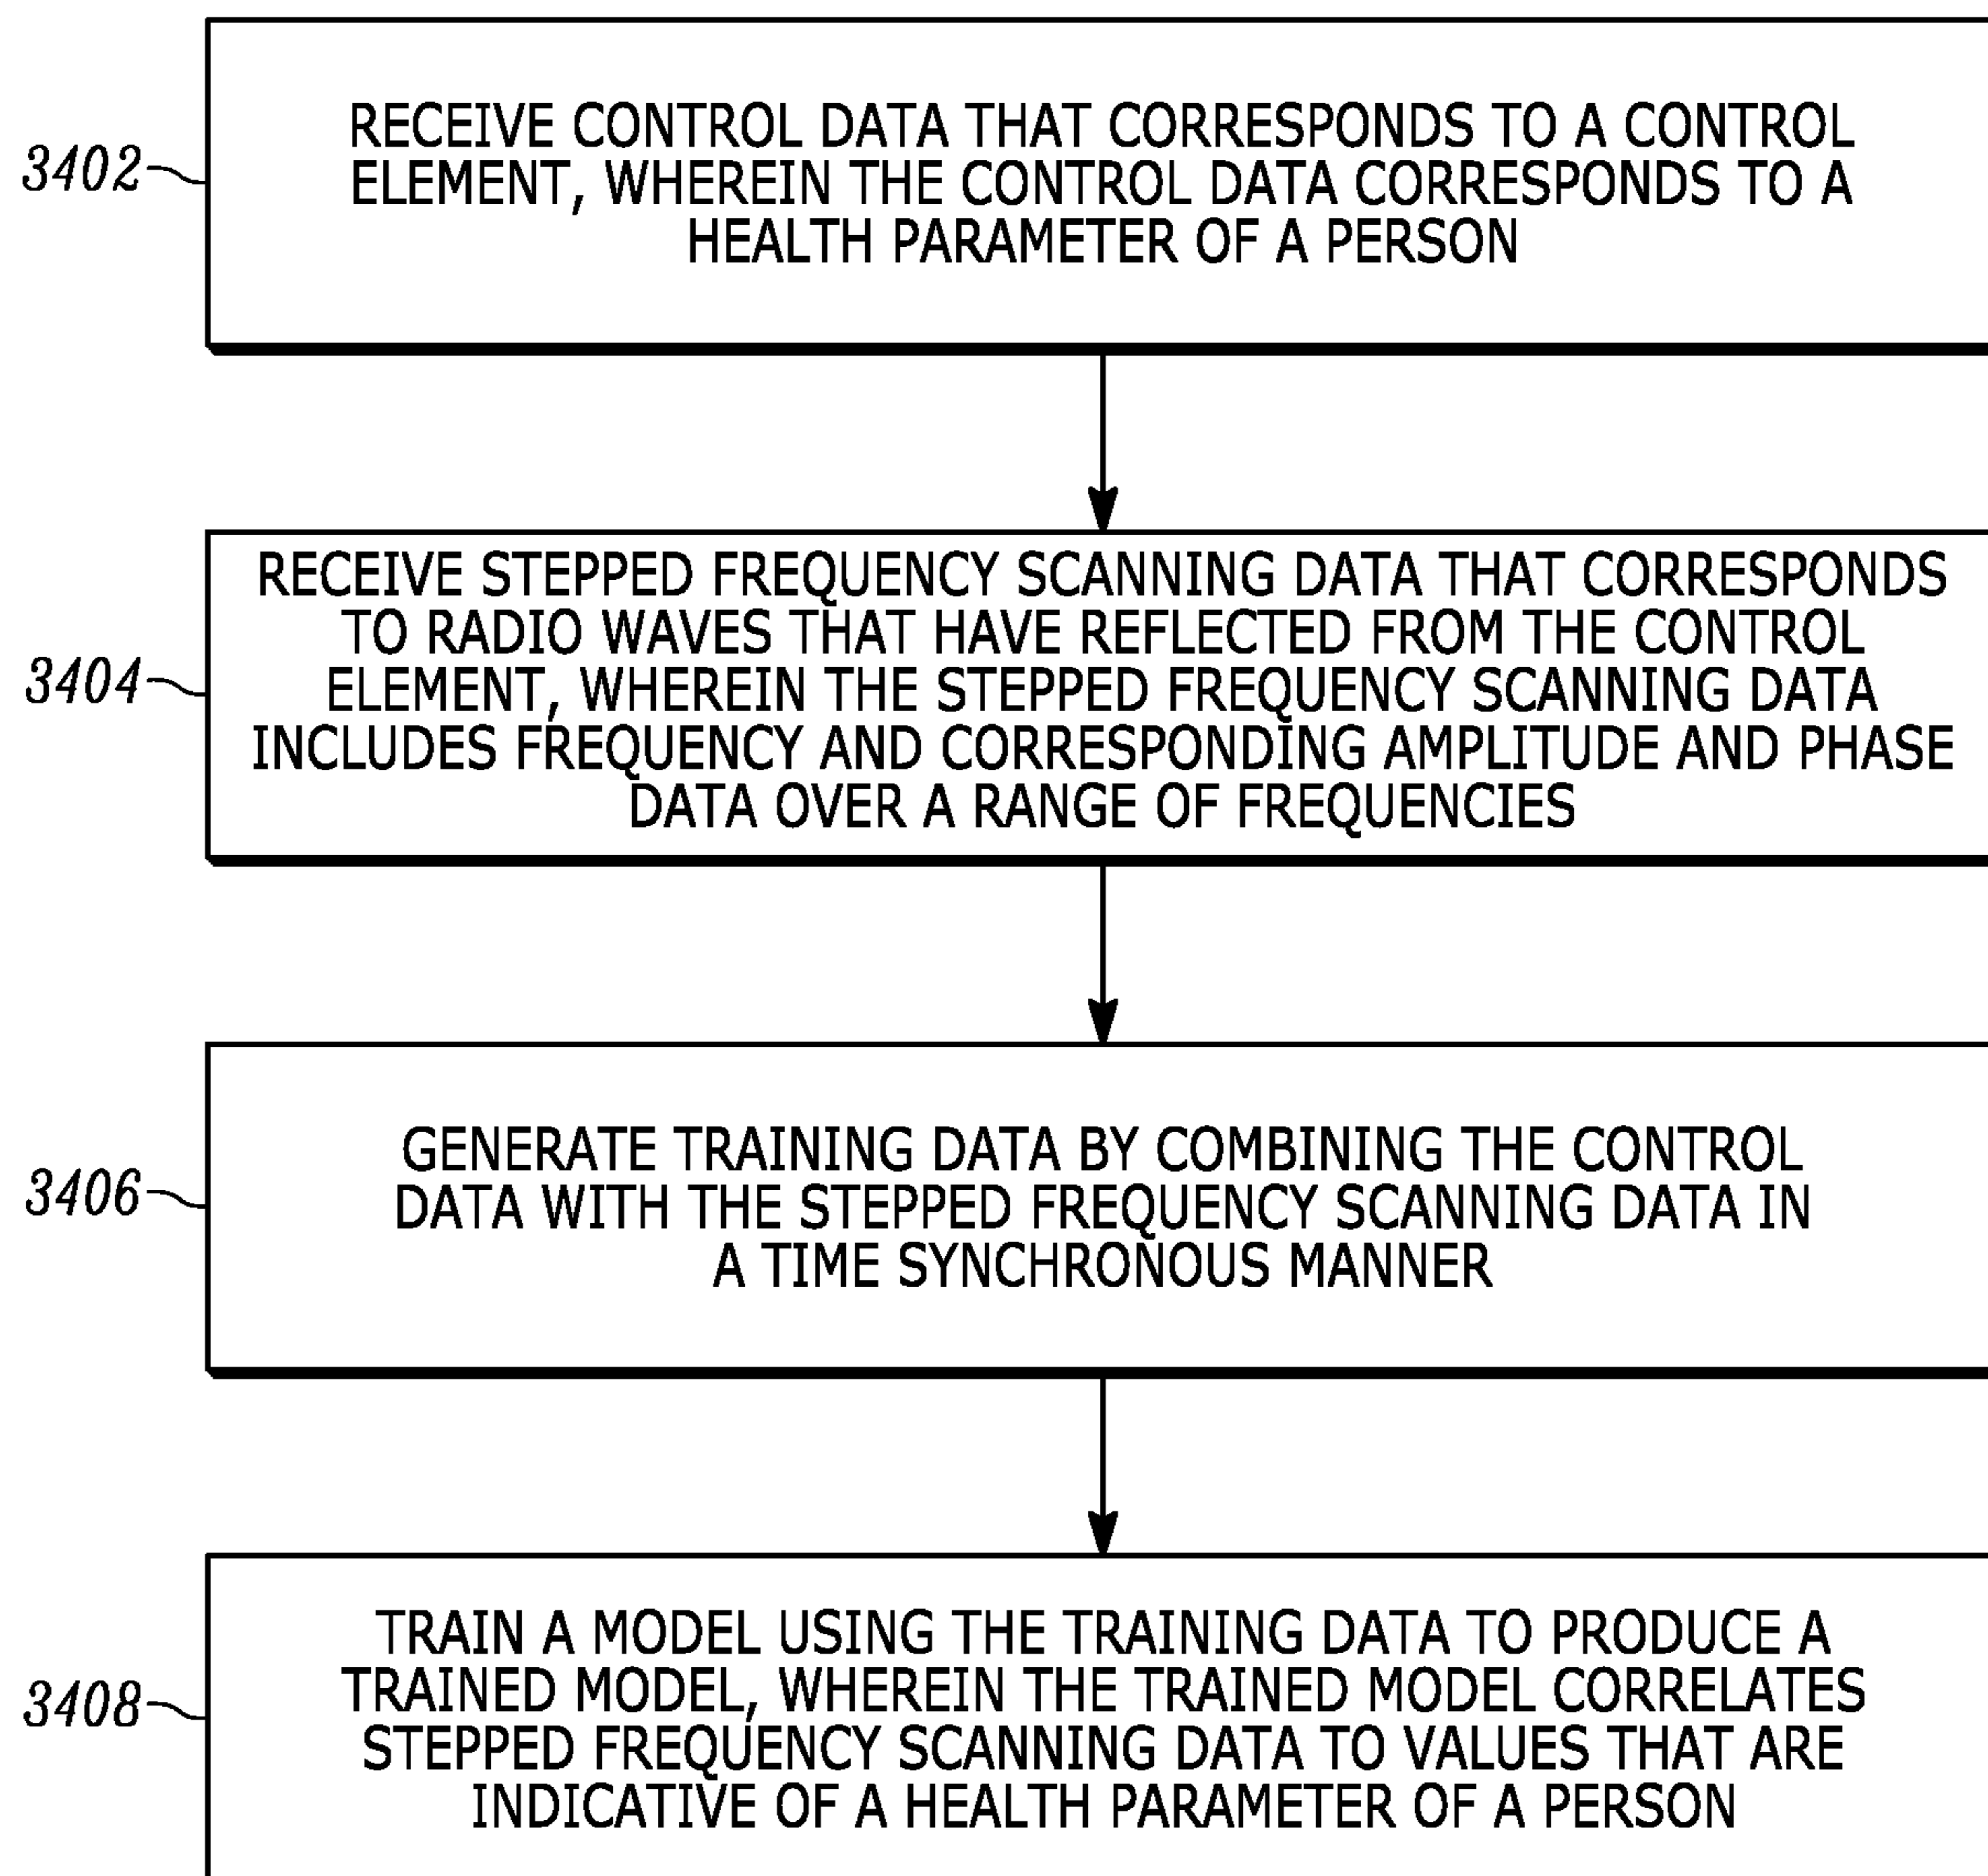 3402
RECEIVE CONTROL DATA THAT CORRESPONDS TO A CONTROL
ELEMENT, WHEREIN THE CONTROL DATA CORRESPONDS TO A
HEALTH PARAMETER OF A PERSON
3404
RECEIVE STEPPED FREQUENCY SCANNING DATA THAT CORRESPONDS
TO RADIO WAVES THAT HAVE REFLECTED FROM THE CONTROL
ELEMENT, WHEREIN THE STEPPED FREQUENCY SCANNING DATA
INCLUDES FREQUENCY AND CORRESPONDING AMPLITUDE AND PHASE
DATA OVER A RANGE OF FREQUENCIES
3406
GENERATE TRAINING DATA BY COMBINING THE CONTROL
DATA WITH THE STEPPED FREQUENCY SCANNING DATA IN
A TIME SYNCHRONOUS MANNER
3408
TRAIN A MODEL USING THE TRAINING DATA TO PRODUCE A
TRAINED MODEL, WHEREIN THE TRAINED MODEL CORRELATES
STEPPED FREQUENCY SCANNING DATA TO VALUES THAT ARE
INDICATIVE OF A HEALTH PARAMETER OF A PERSON